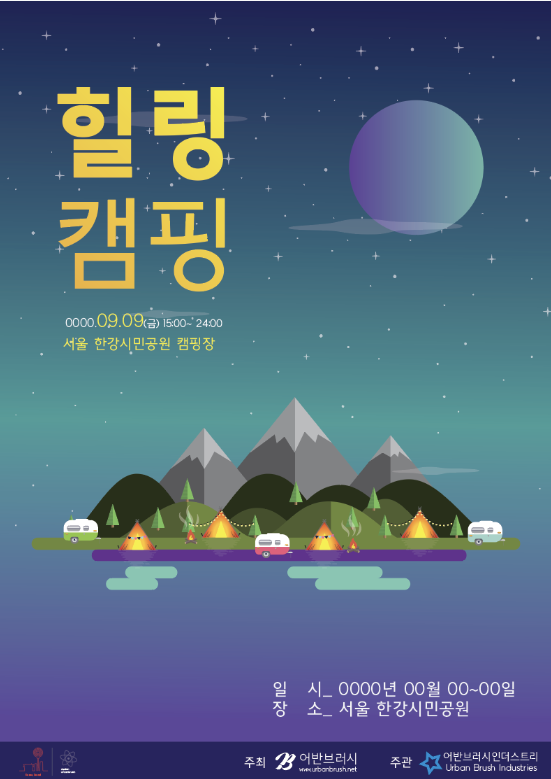 힐링
캠핑
0000.09.09(금) 15:00~ 24:00
서울 한강시민공원 캠핑장
일 시_ 0000년 00월 00~00일
장 소_ 서울 한강시민공원
주최 어반브러시 www.urbanbrush.net
주관 어반브러시인더스트리 Urban Brush Industries